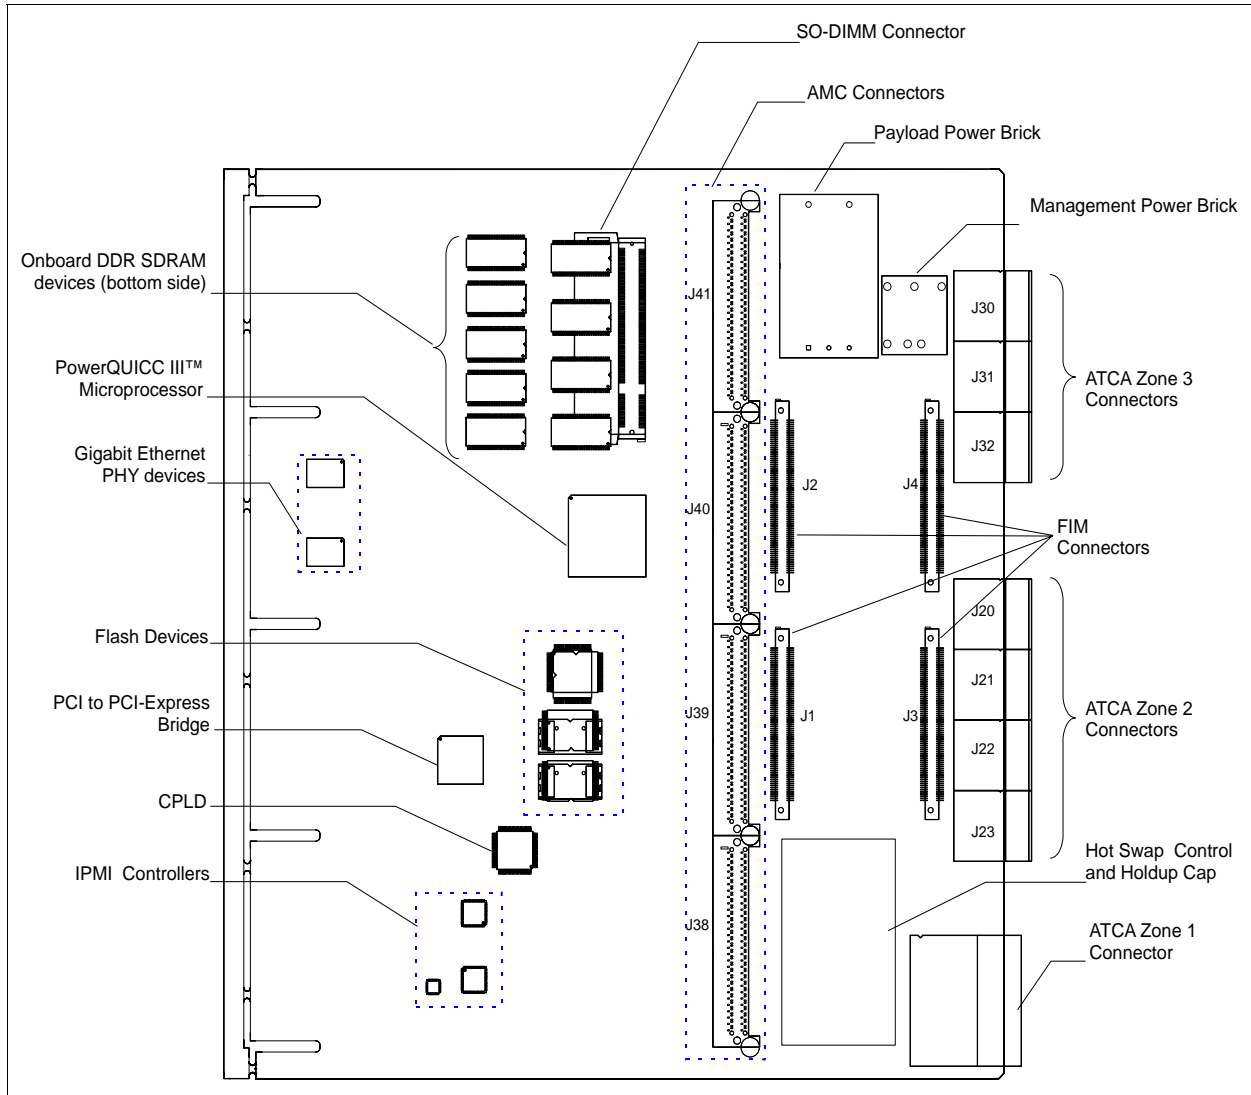 SO-DIMM Connector
AMC Connectors
Payload Power Brick
Management Power Brick
Onboard DDR SDRAM
devices (bottom side)
PowerQUICC III™
Microprocessor
Gigabit Ethernet
PHY devices
Flash Devices
PCI to PCI-Express
Bridge
CPLD
IPMI Controllers
J41
J40
J39
J38
J2
J4
J1
J3
J30
J31
J32
J20
J21
J22
J23
ATCA Zone 3
Connectors
FIM
Connectors
ATCA Zone 2
Connectors
Hot Swap Control
and Holdup Cap
ATCA Zone 1
Connector